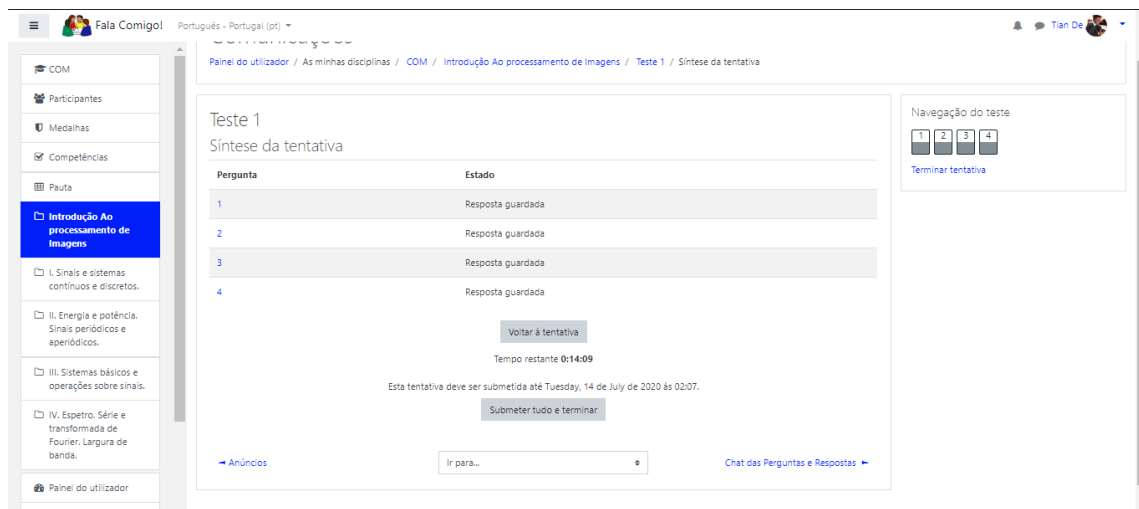 Fala Comigo! Português - Portugal (pt)
Tian De
COM
Participantes
Medalhas
Competências
Pauta
Introdução Ao
processamento de
Imagens
I. Sinais e sistemas
contínuos e discretos.
II. Energia e potência.
Sinais periódicos e
aperiódicos.
III. Sistemas básicos e
operações sobre sinais.
IV. Espetro. Série e
transformada de
Fourier. Largura de
banda.
Painel do utilizador
Painel do utilizador / As minhas disciplinas / COM / Introdução Ao processamento de Imagens / Teste 1 / Síntese da tentativa
Teste 1
Síntese da tentativa
Pergunta Estado
1 Resposta guardada
2 Resposta guardada
3 Resposta guardada
4 Resposta guardada
Voltar à tentativa
Tempo restante 0:14:09
Esta tentativa deve ser submetida até Tuesday, 14 de July de 2020 às 02:07.
Submeter tudo e terminar
◄ Anúncios
Ir para...
Chat das Perguntas e Respostas ►
Navegação do teste
1 2 3 4
Terminar tentativa